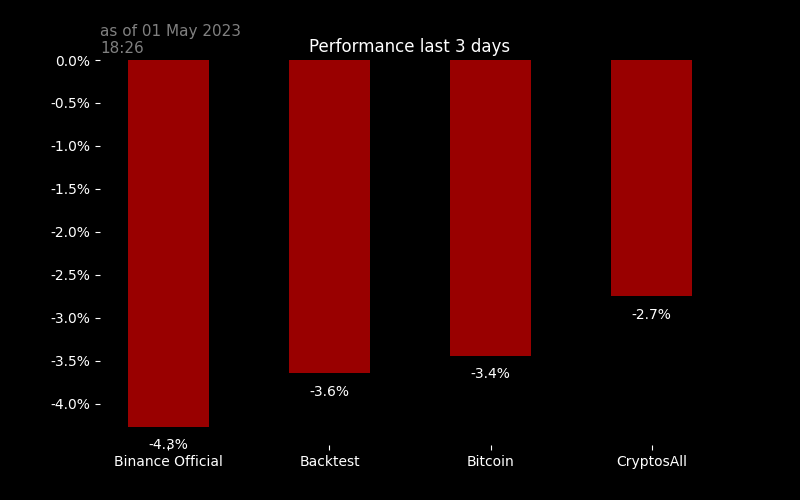 as of 01 May 2023
18:26
Performance last 3 days
0.0%
-0.5%
-1.0%
-1.5%
-2.0%
-2.5%
-3.0%
-3.5%
-4.0%
-4.3%
-3.6%
-3.4%
-2.7%
Binance Official
Backtest
Bitcoin
CryptosAll